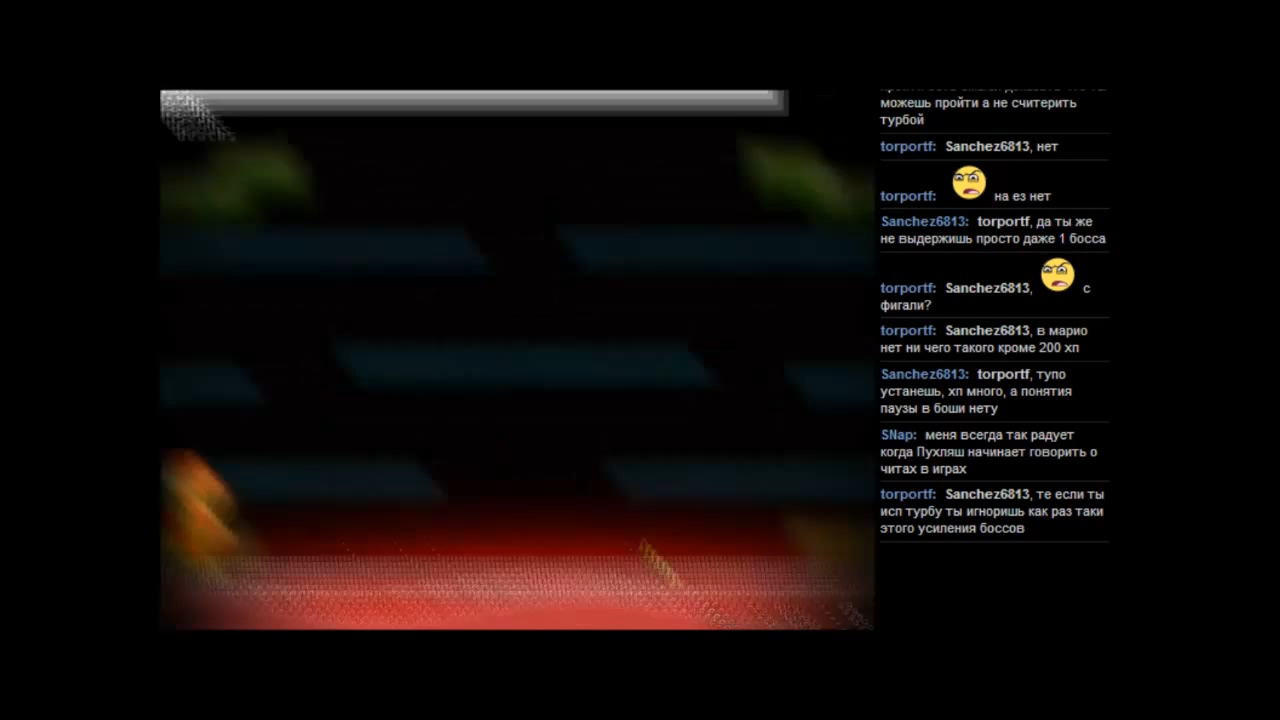 можешь пройти а не считерить
турбой
torportf: Sanchez6813, нет
torportf: на ез нет
Sanchez6813: torportf, да ты же
не выдержишь просто даже 1 босса
torportf: Sanchez6813, с
фигали?
torportf: Sanchez6813, в марио
нет ни чего такого кроме 200 хп
Sanchez6813: torportf, тупо
устанешь, хп много, а понятия
паузы в боши нету
SNap: меня всегда так радует
когда Пухляш начинает говорить о
читах в играх
torportf: Sanchez6813, те если ты
исп турбу ты игноришь как раз таки
этого усиления боссов